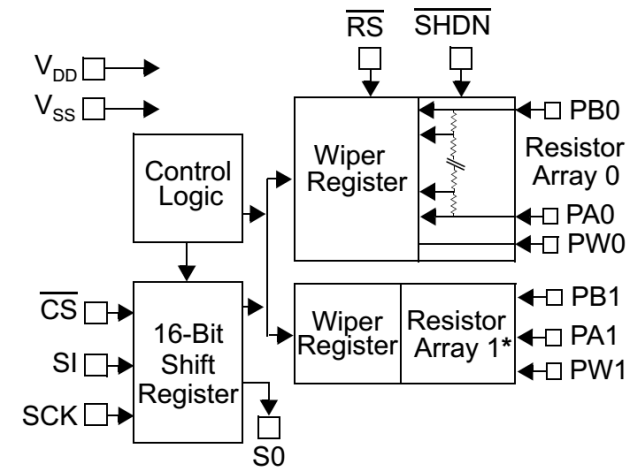 RS
SHDN
VDD
VSS
Control
Logic
Wiper
Register
PB0
Resistor
Array 0
PA0
PW0
CS
SI
SCK
16-Bit
Shift
Register
S0
Wiper
Register
Resistor
Array 1*
PB1
PA1
PW1